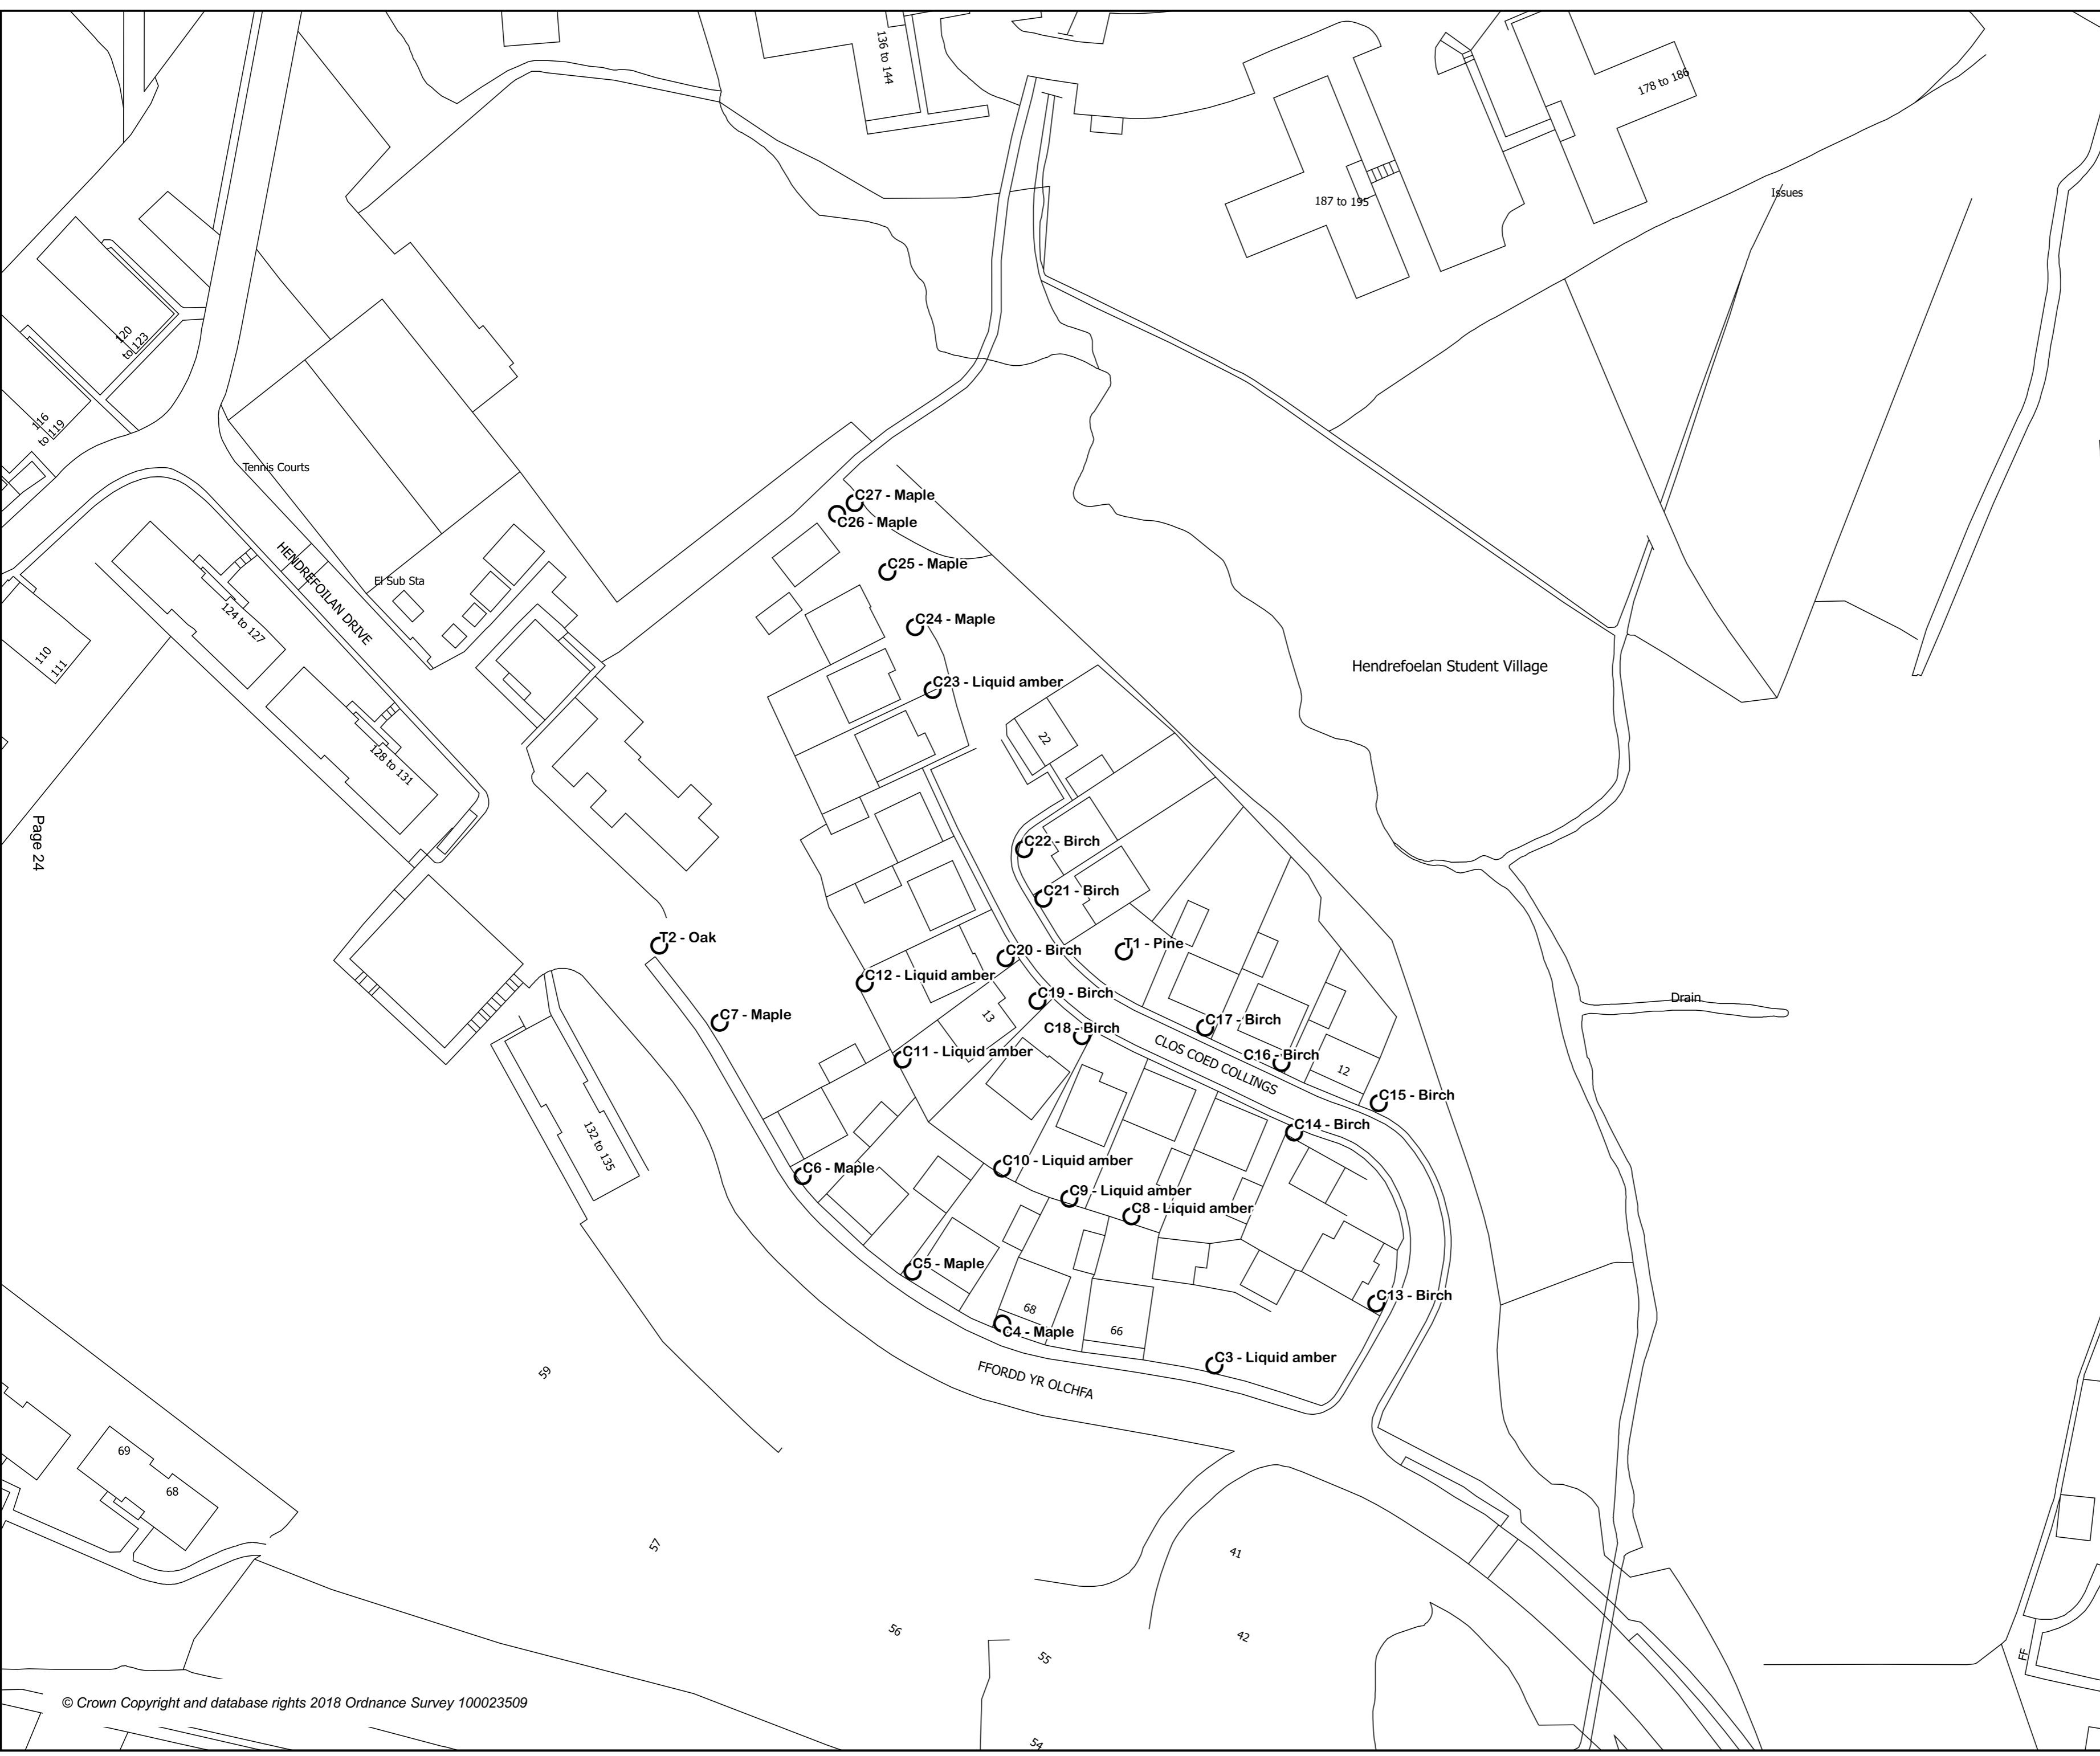 136 to 144
178 to 186
187 to 195
Issues
120
to 123
116
to 119
Tennis Courts
C27 - Maple
C26 - Maple
HENDREFOILAN DRIVE
El Sub Sta
C25 - Maple
124 to 127
C24 - Maple
110
111
Hendrefoelan Student Village
C23 - Liquid amber
22
128 to 131
Page 24
C22 - Birch
C21 - Birch
T2 - Oak
T1 - Pine
C20 - Birch
C12 - Liquid amber
C19 - Birch
Drain
C7 - Maple
13
C18 - Birch
C17 - Birch
C11 - Liquid amber
CLOS COED COLLINGS
C16 - Birch
12
C15 - Birch
C14 - Birch
132 to 135
C10 - Liquid amber
C6 - Maple
C9 - Liquid amber
C8 - Liquid amber
C5 - Maple
C13 - Birch
68
C4 - Maple
66
C3 - Liquid amber
59
FFORDD YR OLCHFA
69
68
57
41
56
42
55
FF
© Crown Copyright and database rights 2018 Ordnance Survey 100023509
54